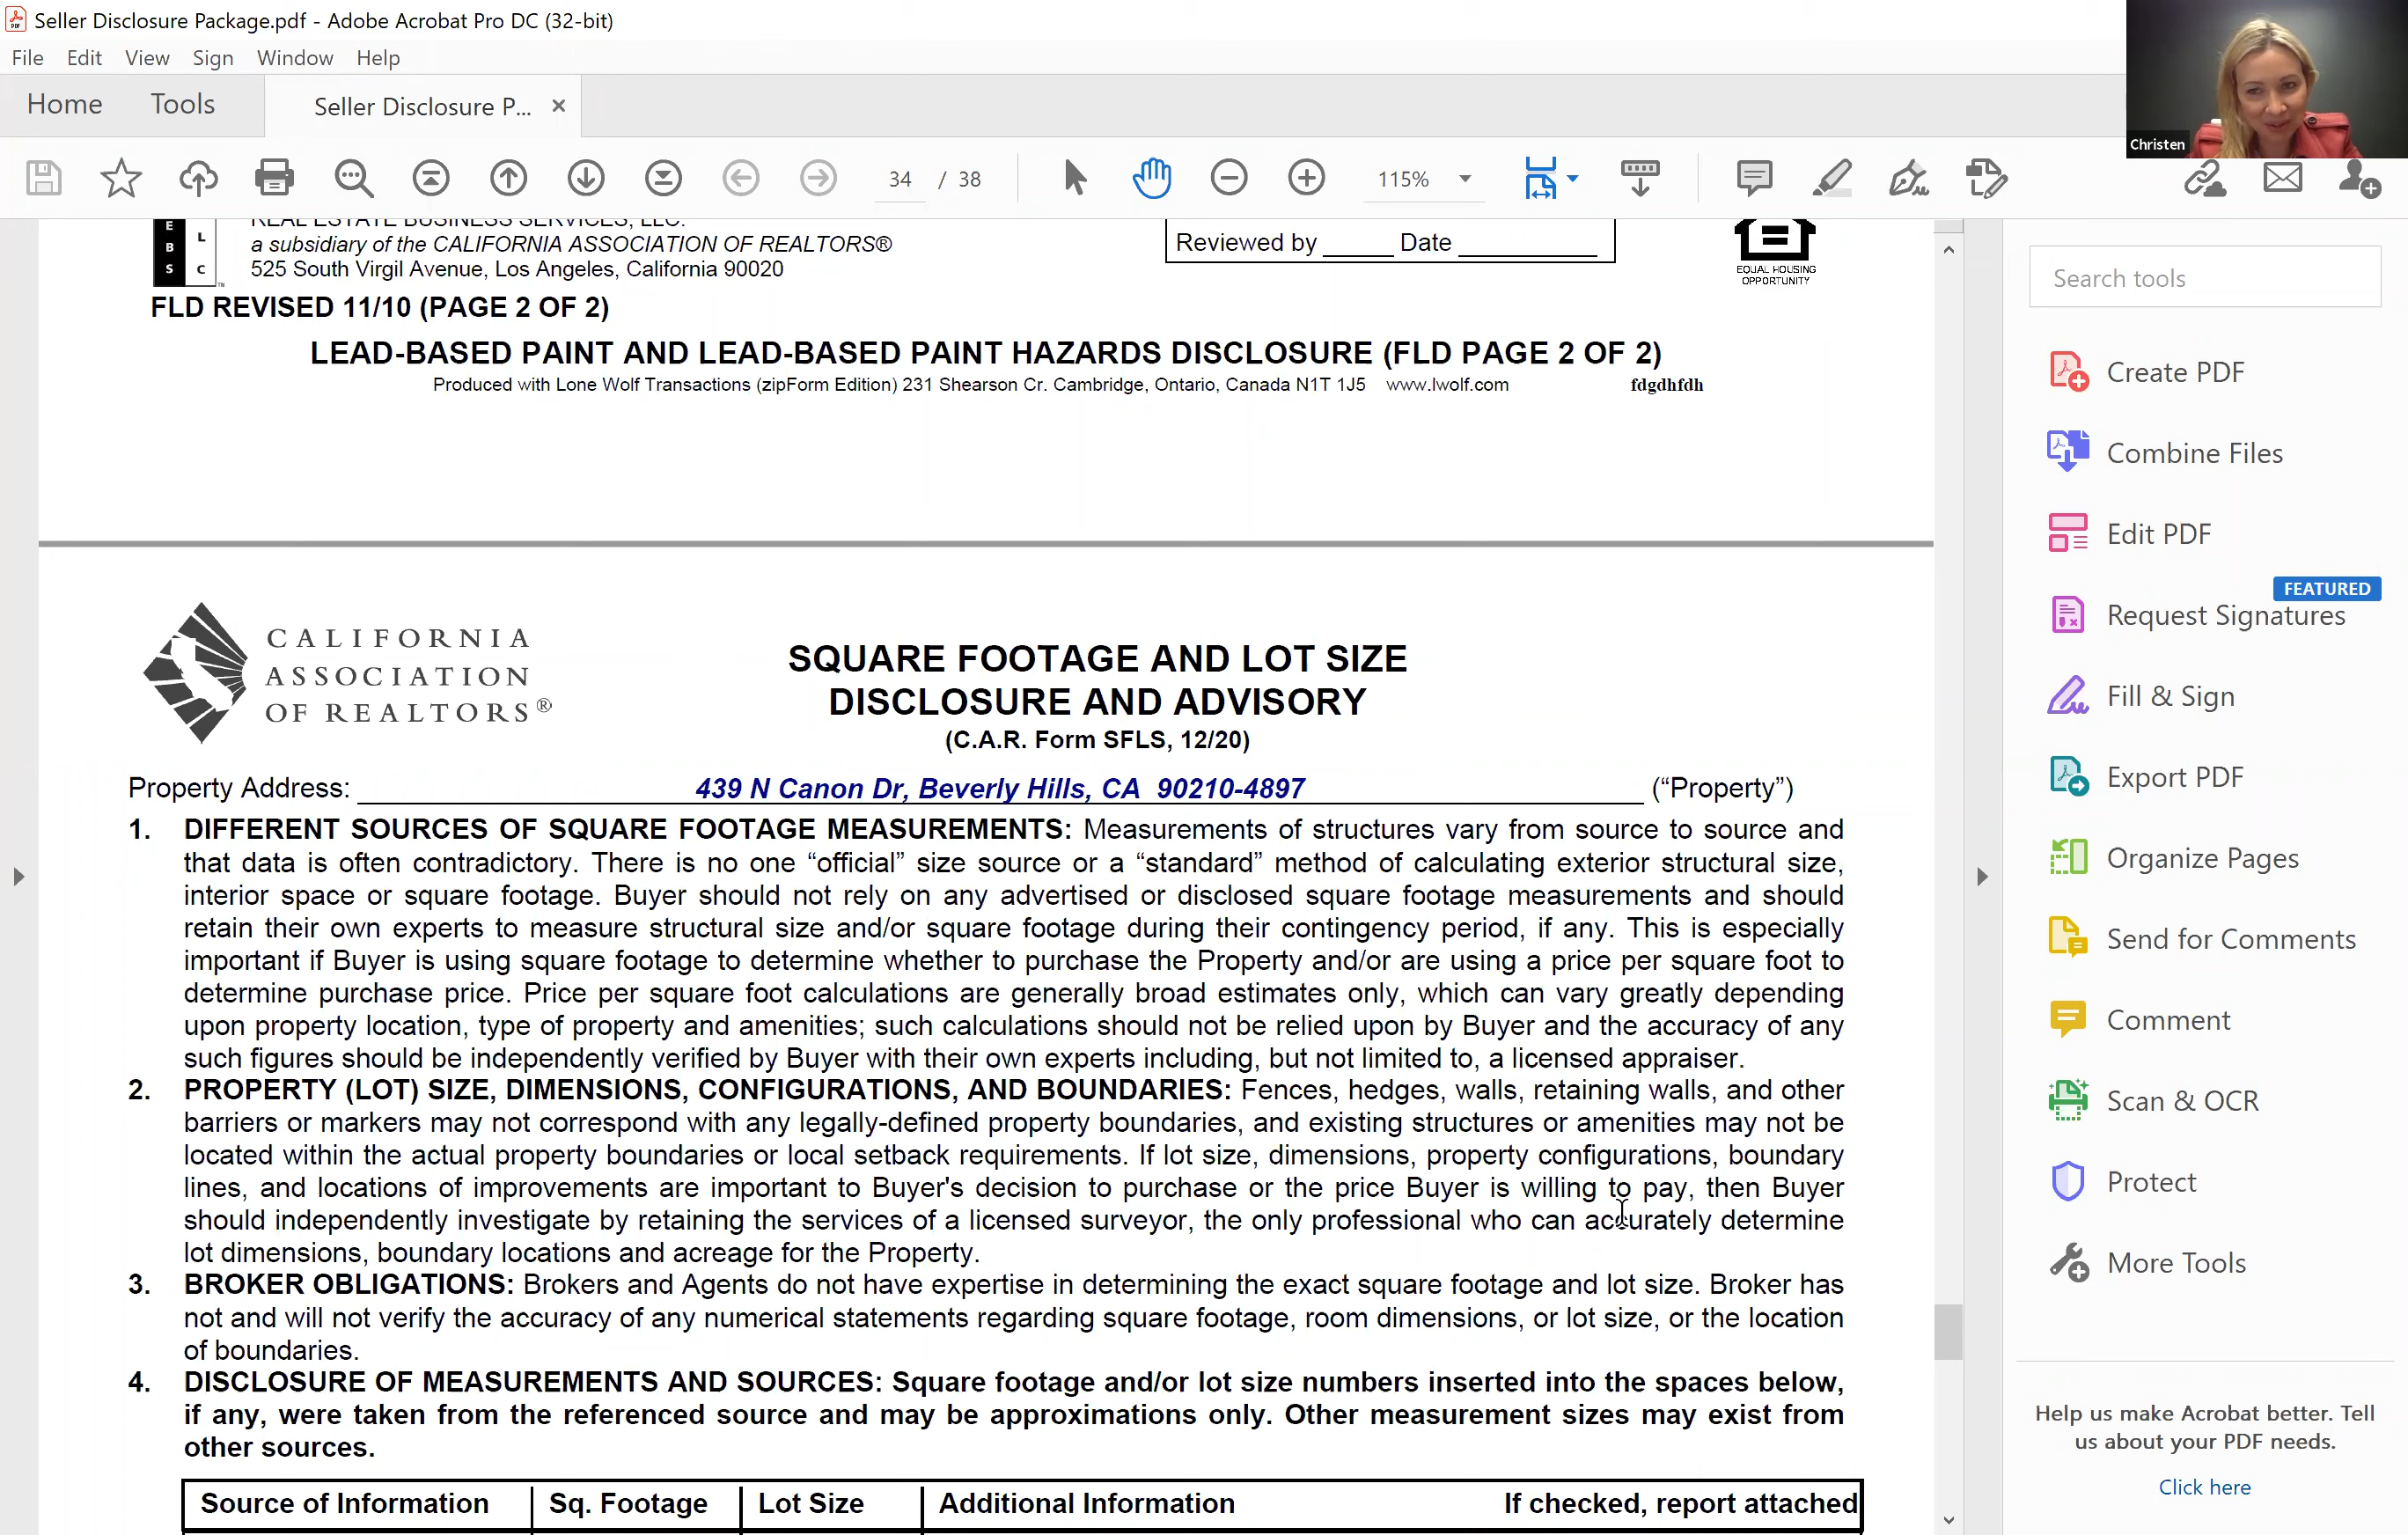 Seller Disclosure Package.pdf - Adobe Acrobat Pro DC (32-bit)
File Edit View Sign Window Help
Home Tools Seller Disclosure P... ×
34 / 38 115%
Christen
E L
B
S C ™
REAL ESTATE BUSINESS SERVICES, LLC.
a subsidiary of the CALIFORNIA ASSOCIATION OF REALTORS®
525 South Virgil Avenue, Los Angeles, California 90020
Reviewed by _____ Date __________
EQUAL HOUSING
OPPORTUNITY
FLD REVISED 11/10 (PAGE 2 OF 2)
LEAD-BASED PAINT AND LEAD-BASED PAINT HAZARDS DISCLOSURE (FLD PAGE 2 OF 2)
Produced with Lone Wolf Transactions (zipForm Edition) 231 Shearson Cr. Cambridge, Ontario, Canada N1T 1J5 www.lwolf.com fdgdhfdh
CALIFORNIA
ASSOCIATION
OF REALTORS®
SQUARE FOOTAGE AND LOT SIZE
DISCLOSURE AND ADVISORY
(C.A.R. Form SFLS, 12/20)
Property Address: 439 N Canon Dr, Beverly Hills, CA 90210-4897 (“Property”)
1. DIFFERENT SOURCES OF SQUARE FOOTAGE MEASUREMENTS: Measurements of structures vary from source to source and
that data is often contradictory. There is no one “official” size source or a “standard” method of calculating exterior structural size,
interior space or square footage. Buyer should not rely on any advertised or disclosed square footage measurements and should
retain their own experts to measure structural size and/or square footage during their contingency period, if any. This is especially
important if Buyer is using square footage to determine whether to purchase the Property and/or are using a price per square foot to
determine purchase price. Price per square foot calculations are generally broad estimates only, which can vary greatly depending
upon property location, type of property and amenities; such calculations should not be relied upon by Buyer and the accuracy of any
such figures should be independently verified by Buyer with their own experts including, but not limited to, a licensed appraiser.
2. PROPERTY (LOT) SIZE, DIMENSIONS, CONFIGURATIONS, AND BOUNDARIES: Fences, hedges, walls, retaining walls, and other
barriers or markers may not correspond with any legally-defined property boundaries, and existing structures or amenities may not be
located within the actual property boundaries or local setback requirements. If lot size, dimensions, property configurations, boundary
lines, and locations of improvements are important to Buyer's decision to purchase or the price Buyer is willing to pay, then Buyer
should independently investigate by retaining the services of a licensed surveyor, the only professional who can accurately determine
lot dimensions, boundary locations and acreage for the Property.
3. BROKER OBLIGATIONS: Brokers and Agents do not have expertise in determining the exact square footage and lot size. Broker has
not and will not verify the accuracy of any numerical statements regarding square footage, room dimensions, or lot size, or the location
of boundaries.
4. DISCLOSURE OF MEASUREMENTS AND SOURCES: Square footage and/or lot size numbers inserted into the spaces below,
if any, were taken from the referenced source and may be approximations only. Other measurement sizes may exist from
other sources.
Source of Information Sq. Footage Lot Size Additional Information If checked, report attached
Search tools
Create PDF
Combine Files
Edit PDF
FEATURED
Request Signatures
Fill & Sign
Export PDF
Organize Pages
Send for Comments
Comment
Scan & OCR
Protect
More Tools
Help us make Acrobat better. Tell
us about your PDF needs.
Click here